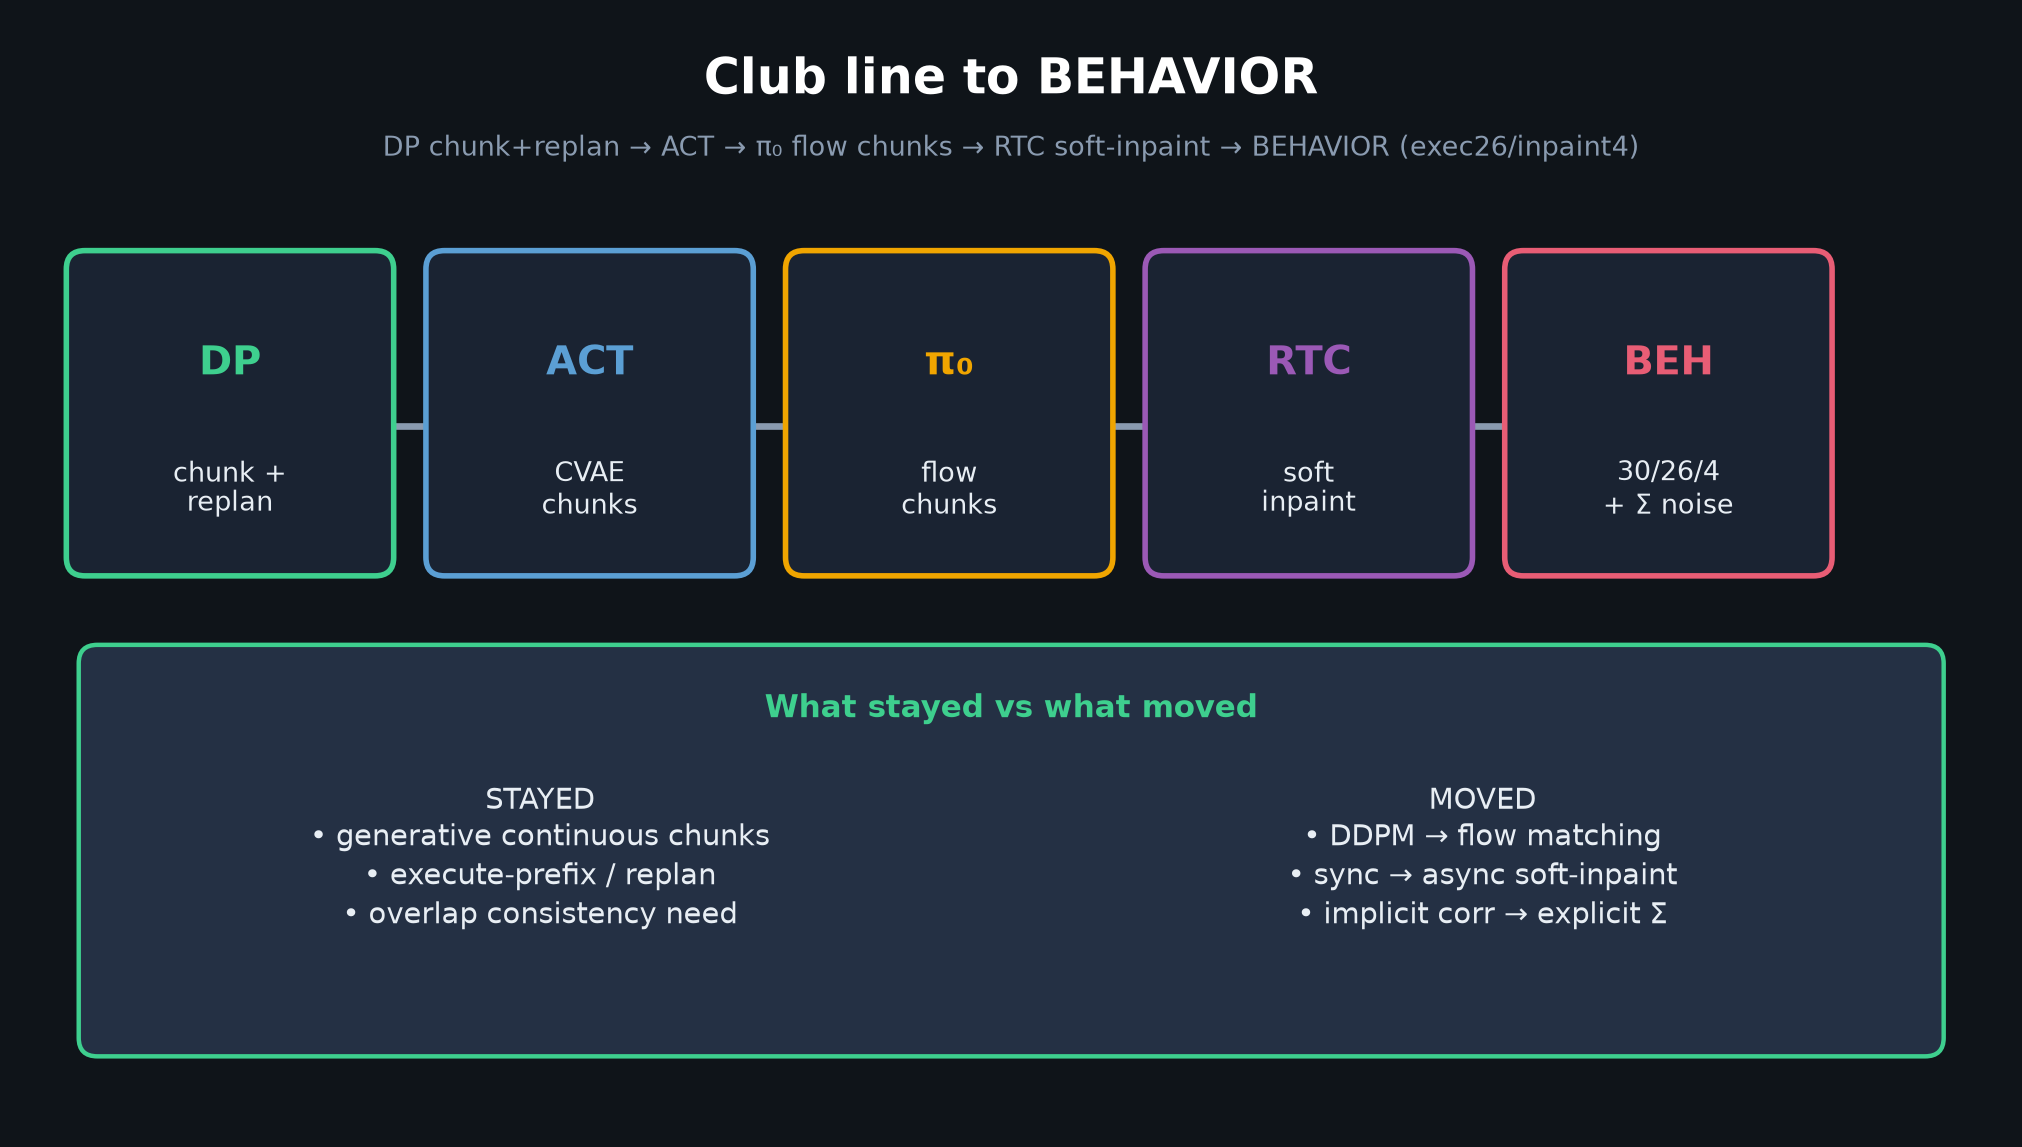 Club line to BEHAVIOR
DP chunk+replan → ACT → π₀ flow chunks → RTC soft-inpaint → BEHAVIOR (exec26/inpaint4)
DP
chunk +
replan
ACT
CVAE
chunks
π₀
flow
chunks
RTC
soft
inpaint
BEH
30/26/4
+ Σ noise
What stayed vs what moved
STAYED
• generative continuous chunks
• execute-prefix / replan
• overlap consistency need
MOVED
• DDPM → flow matching
• sync → async soft-inpaint
• implicit corr → explicit Σ